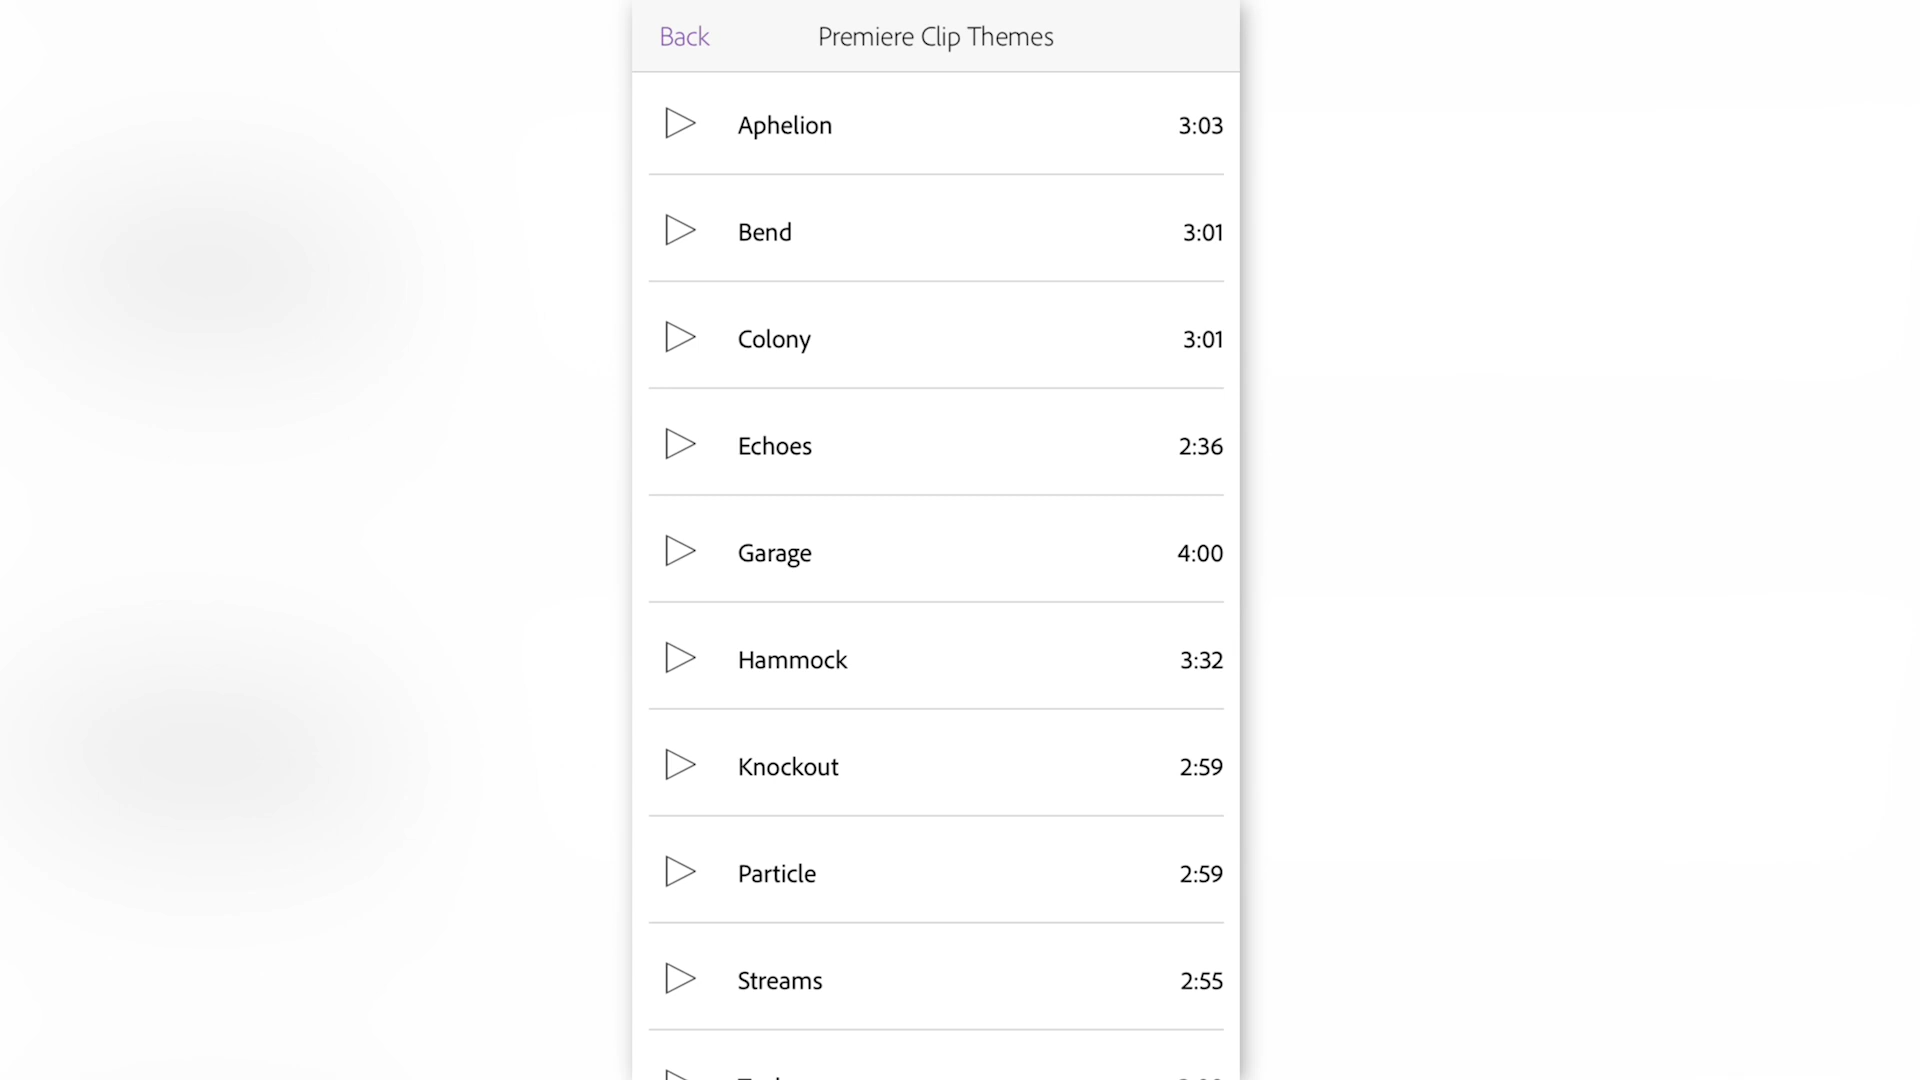 Back
Premiere Clip Themes
Aphelion 3:03
Bend 3:01
Colony 3:01
Echoes 2:36
Garage 4:00
Hammock 3:32
Knockout 2:59
Particle 2:59
Streams 2:55